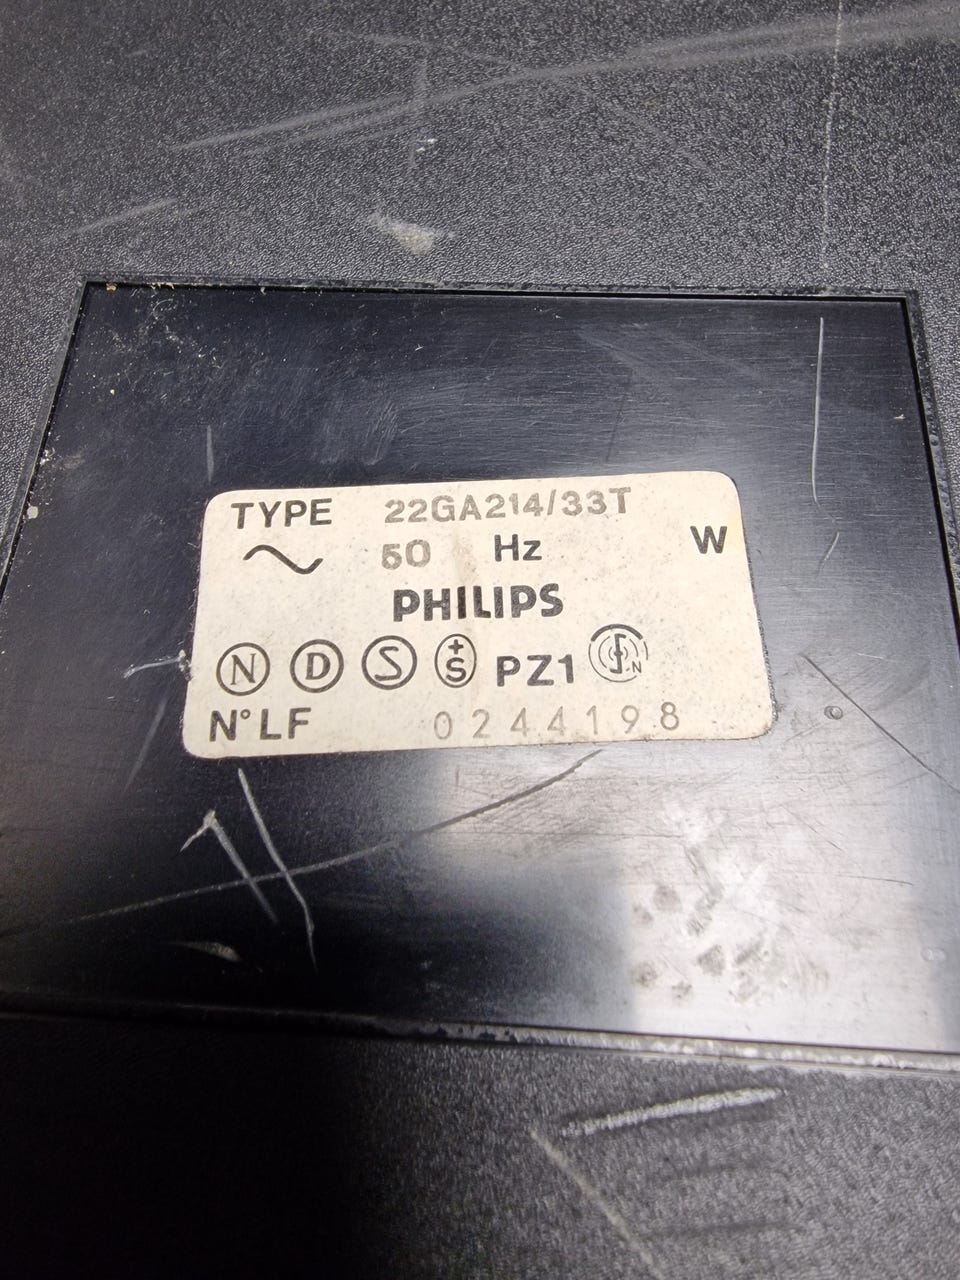 TYPE 22GA214/33T
~ 50 Hz W
PHILIPS
N D S +S PZ1 N
N° LF 0244198